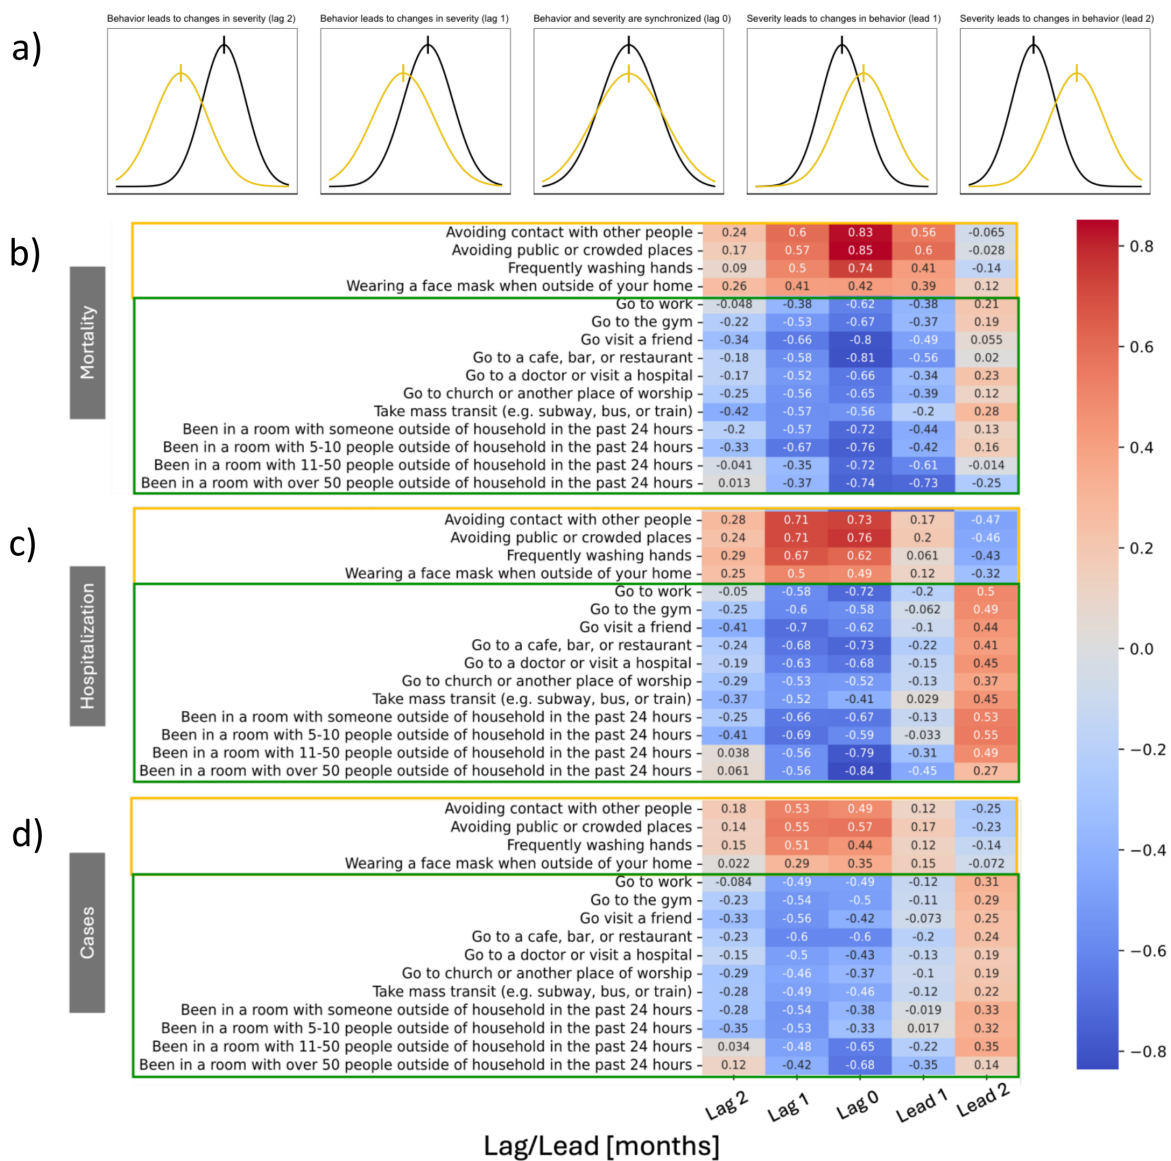 Behavior leads to changes in severity (lag 2) Behavior leads to changes in severity (lag 1) Behavior and severity are synchronized (lag 0) Severity leads to changes in behavior (lead 1) Severity leads to changes in behavior (lead 2)
a)
b)
Mortality
Avoiding contact with other people 0.24 0.6 0.83 0.56 -0.065
Avoiding public or crowded places 0.17 0.57 0.85 0.6 -0.028
Frequently washing hands 0.09 0.5 0.74 0.41 -0.14
Wearing a face mask when outside of your home 0.26 0.41 0.42 0.39 0.12
Go to work -0.048 -0.38 -0.62 -0.38 0.21
Go to the gym -0.22 -0.53 -0.67 -0.37 0.19
Go visit a friend -0.34 -0.66 -0.8 -0.49 0.055
Go to a cafe, bar, or restaurant -0.18 -0.58 -0.81 -0.56 0.02
Go to a doctor or visit a hospital -0.17 -0.52 -0.66 -0.34 0.23
Go to church or another place of worship -0.25 -0.56 -0.65 -0.39 0.12
Take mass transit (e.g. subway, bus, or train) -0.42 -0.57 -0.56 -0.2 0.28
Been in a room with someone outside of household in the past 24 hours -0.2 -0.57 -0.72 -0.44 0.13
Been in a room with 5-10 people outside of household in the past 24 hours -0.33 -0.67 -0.76 -0.42 0.16
Been in a room with 11-50 people outside of household in the past 24 hours -0.041 -0.35 -0.72 -0.61 -0.014
Been in a room with over 50 people outside of household in the past 24 hours 0.013 -0.37 -0.74 -0.73 -0.25
c)
Hospitalization
Avoiding contact with other people 0.28 0.71 0.73 0.17 -0.47
Avoiding public or crowded places 0.24 0.71 0.76 0.2 -0.46
Frequently washing hands 0.29 0.67 0.62 0.061 -0.43
Wearing a face mask when outside of your home 0.25 0.5 0.49 0.12 -0.32
Go to work -0.05 -0.58 -0.72 -0.2 0.5
Go to the gym -0.25 -0.6 -0.58 -0.062 0.49
Go visit a friend -0.41 -0.7 -0.62 -0.1 0.44
Go to a cafe, bar, or restaurant -0.24 -0.68 -0.73 -0.22 0.41
Go to a doctor or visit a hospital -0.19 -0.63 -0.68 -0.15 0.45
Go to church or another place of worship -0.29 -0.53 -0.52 -0.13 0.37
Take mass transit (e.g. subway, bus, or train) -0.37 -0.52 -0.41 0.029 0.45
Been in a room with someone outside of household in the past 24 hours -0.25 -0.66 -0.67 -0.13 0.53
Been in a room with 5-10 people outside of household in the past 24 hours -0.41 -0.69 -0.59 -0.033 0.55
Been in a room with 11-50 people outside of household in the past 24 hours 0.038 -0.56 -0.79 -0.31 0.49
Been in a room with over 50 people outside of household in the past 24 hours 0.061 -0.56 -0.84 -0.45 0.27
d)
Cases
Avoiding contact with other people 0.18 0.53 0.49 0.12 -0.25
Avoiding public or crowded places 0.14 0.55 0.57 0.17 -0.23
Frequently washing hands 0.15 0.51 0.44 0.12 -0.14
Wearing a face mask when outside of your home 0.022 0.29 0.35 0.15 -0.072
Go to work -0.084 -0.49 -0.49 -0.12 0.31
Go to the gym -0.23 -0.54 -0.5 -0.11 0.29
Go visit a friend -0.33 -0.56 -0.42 -0.073 0.25
Go to a cafe, bar, or restaurant -0.23 -0.6 -0.6 -0.2 0.24
Go to a doctor or visit a hospital -0.15 -0.5 -0.43 -0.13 0.19
Go to church or another place of worship -0.29 -0.46 -0.37 -0.1 0.19
Take mass transit (e.g. subway, bus, or train) -0.28 -0.49 -0.46 -0.12 0.22
Been in a room with someone outside of household in the past 24 hours -0.28 -0.54 -0.38 -0.019 0.33
Been in a room with 5-10 people outside of household in the past 24 hours -0.35 -0.53 -0.33 0.017 0.32
Been in a room with 11-50 people outside of household in the past 24 hours 0.034 -0.48 -0.65 -0.22 0.35
Been in a room with over 50 people outside of household in the past 24 hours 0.12 -0.42 -0.68 -0.35 0.14
Lag 2 Lag 1 Lag 0 Lead 1 Lead 2
Lag/Lead [months]
0.8
0.6
0.4
0.2
0.0
-0.2
-0.4
-0.6
-0.8